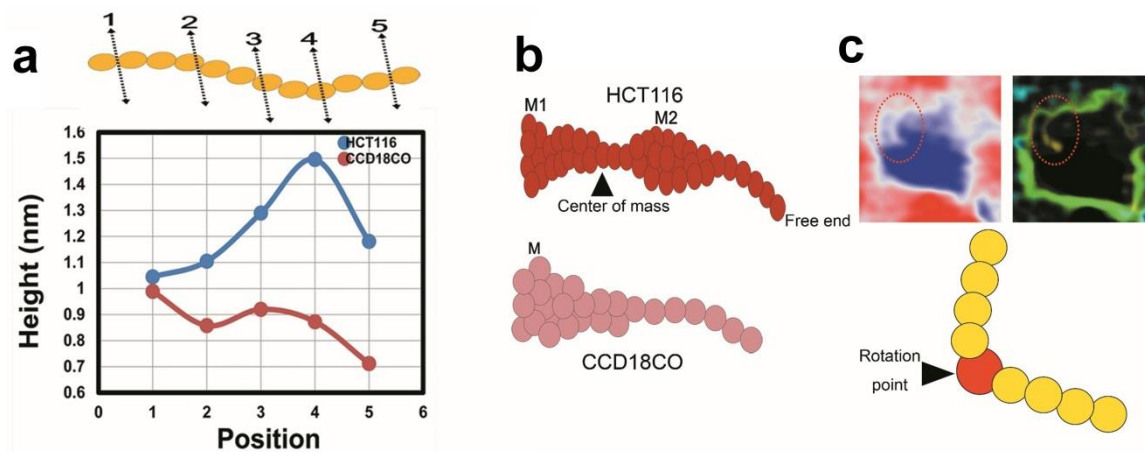 a
1 2 3 4 5
1.6
HCT116
CCD18CO
1.5
1.4
1.3
1.2
1.1
1
0.9
0.8
0.7
0.6
Height (nm)
0 1 2 3 4 5 6
Position
b
HCT116
M1
M2
Center of mass
Free end
M
CCD18CO
c
Rotation
point